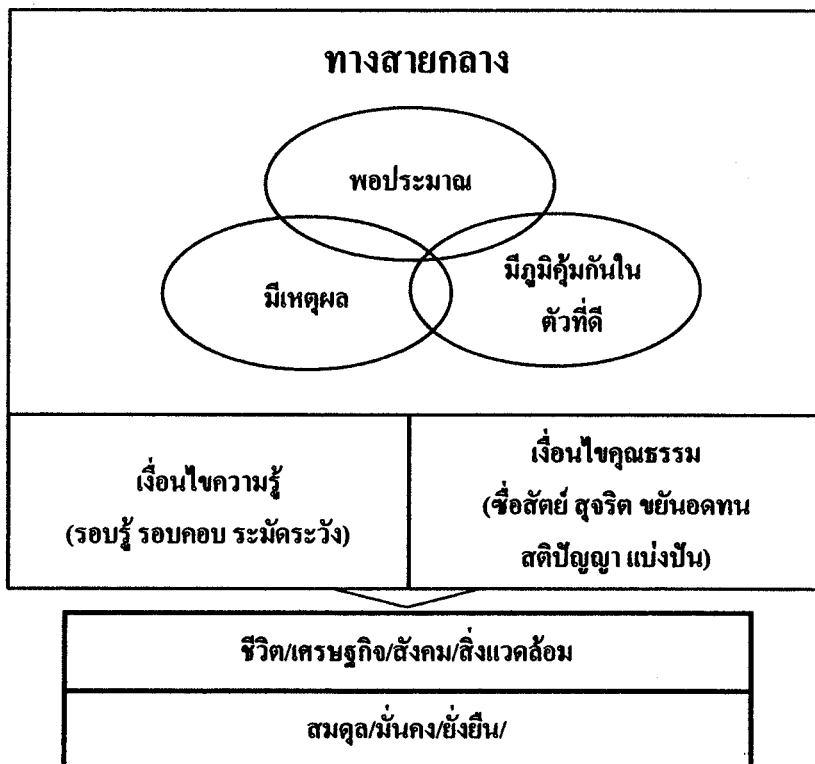 ทางสายกลาง
พอประมาณ
มีเหตุผล
มีภูมิคุ้มกันใน
ตัวที่ดี
เงื่อนไขความรู้
(รอบรู้ รอบคอบ ระมัดระวัง)
เงื่อนไขคุณธรรม
(ซื่อสัตย์ สุจริต ขยันอดทน
สติปัญญา แบ่งปัน)
ชีวิต/เศรษฐกิจ/สังคม/สิ่งแวดล้อม
สมดุล/มั่นคง/ยั่งยืน/